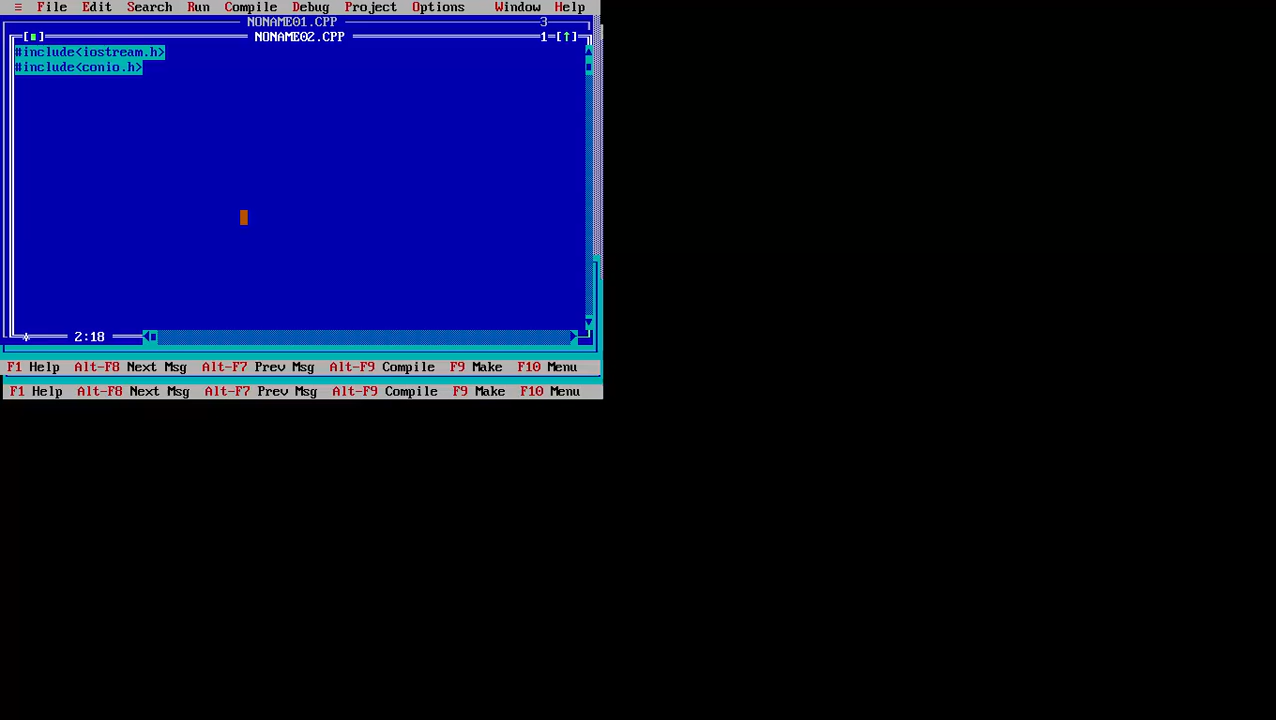 ≡ File Edit Search Run Compile Debug Project Options Window Help
NONAME01.CPP 3
[■] NONAME02.CPP 1=[↑]
#include<iostream.h>
#include<conio.h>
* 2:18
F1 Help Alt-F8 Next Msg Alt-F7 Prev Msg Alt-F9 Compile F9 Make F10 Menu
F1 Help Alt-F8 Next Msg Alt-F7 Prev Msg Alt-F9 Compile F9 Make F10 Menu